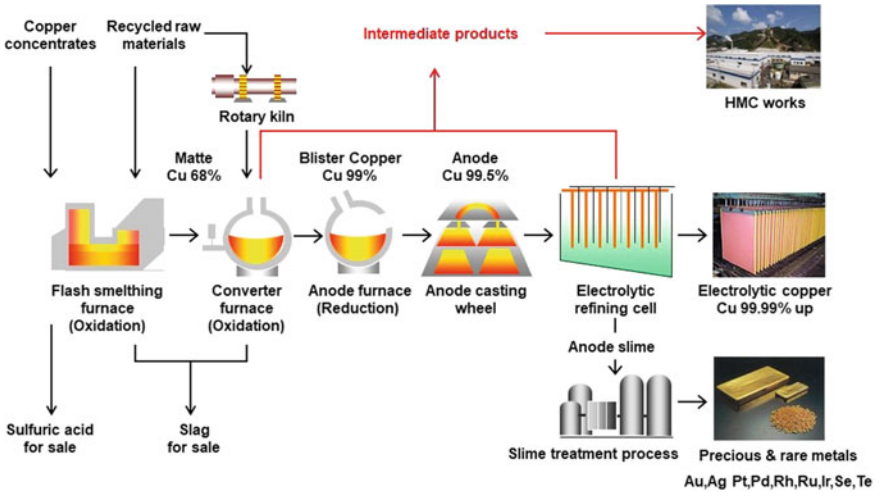 Copper
concentrates
Recycled raw
materials
Intermediate products
HMC works
Rotary kiln
Matte
Cu 68%
Blister Copper
Cu 99%
Anode
Cu 99.5%
Flash smelthing
furnace
(Oxidation)
Converter
furnace
(Oxidation)
Anode furnace
(Reduction)
Anode casting
wheel
Electrolytic
refining cell
Electrolytic copper
Cu 99.99% up
Anode slime
Sulfuric acid
for sale
Slag
for sale
Slime treatment process
Precious & rare metals
Au,Ag Pt,Pd,Rh,Ru,Ir,Se,Te